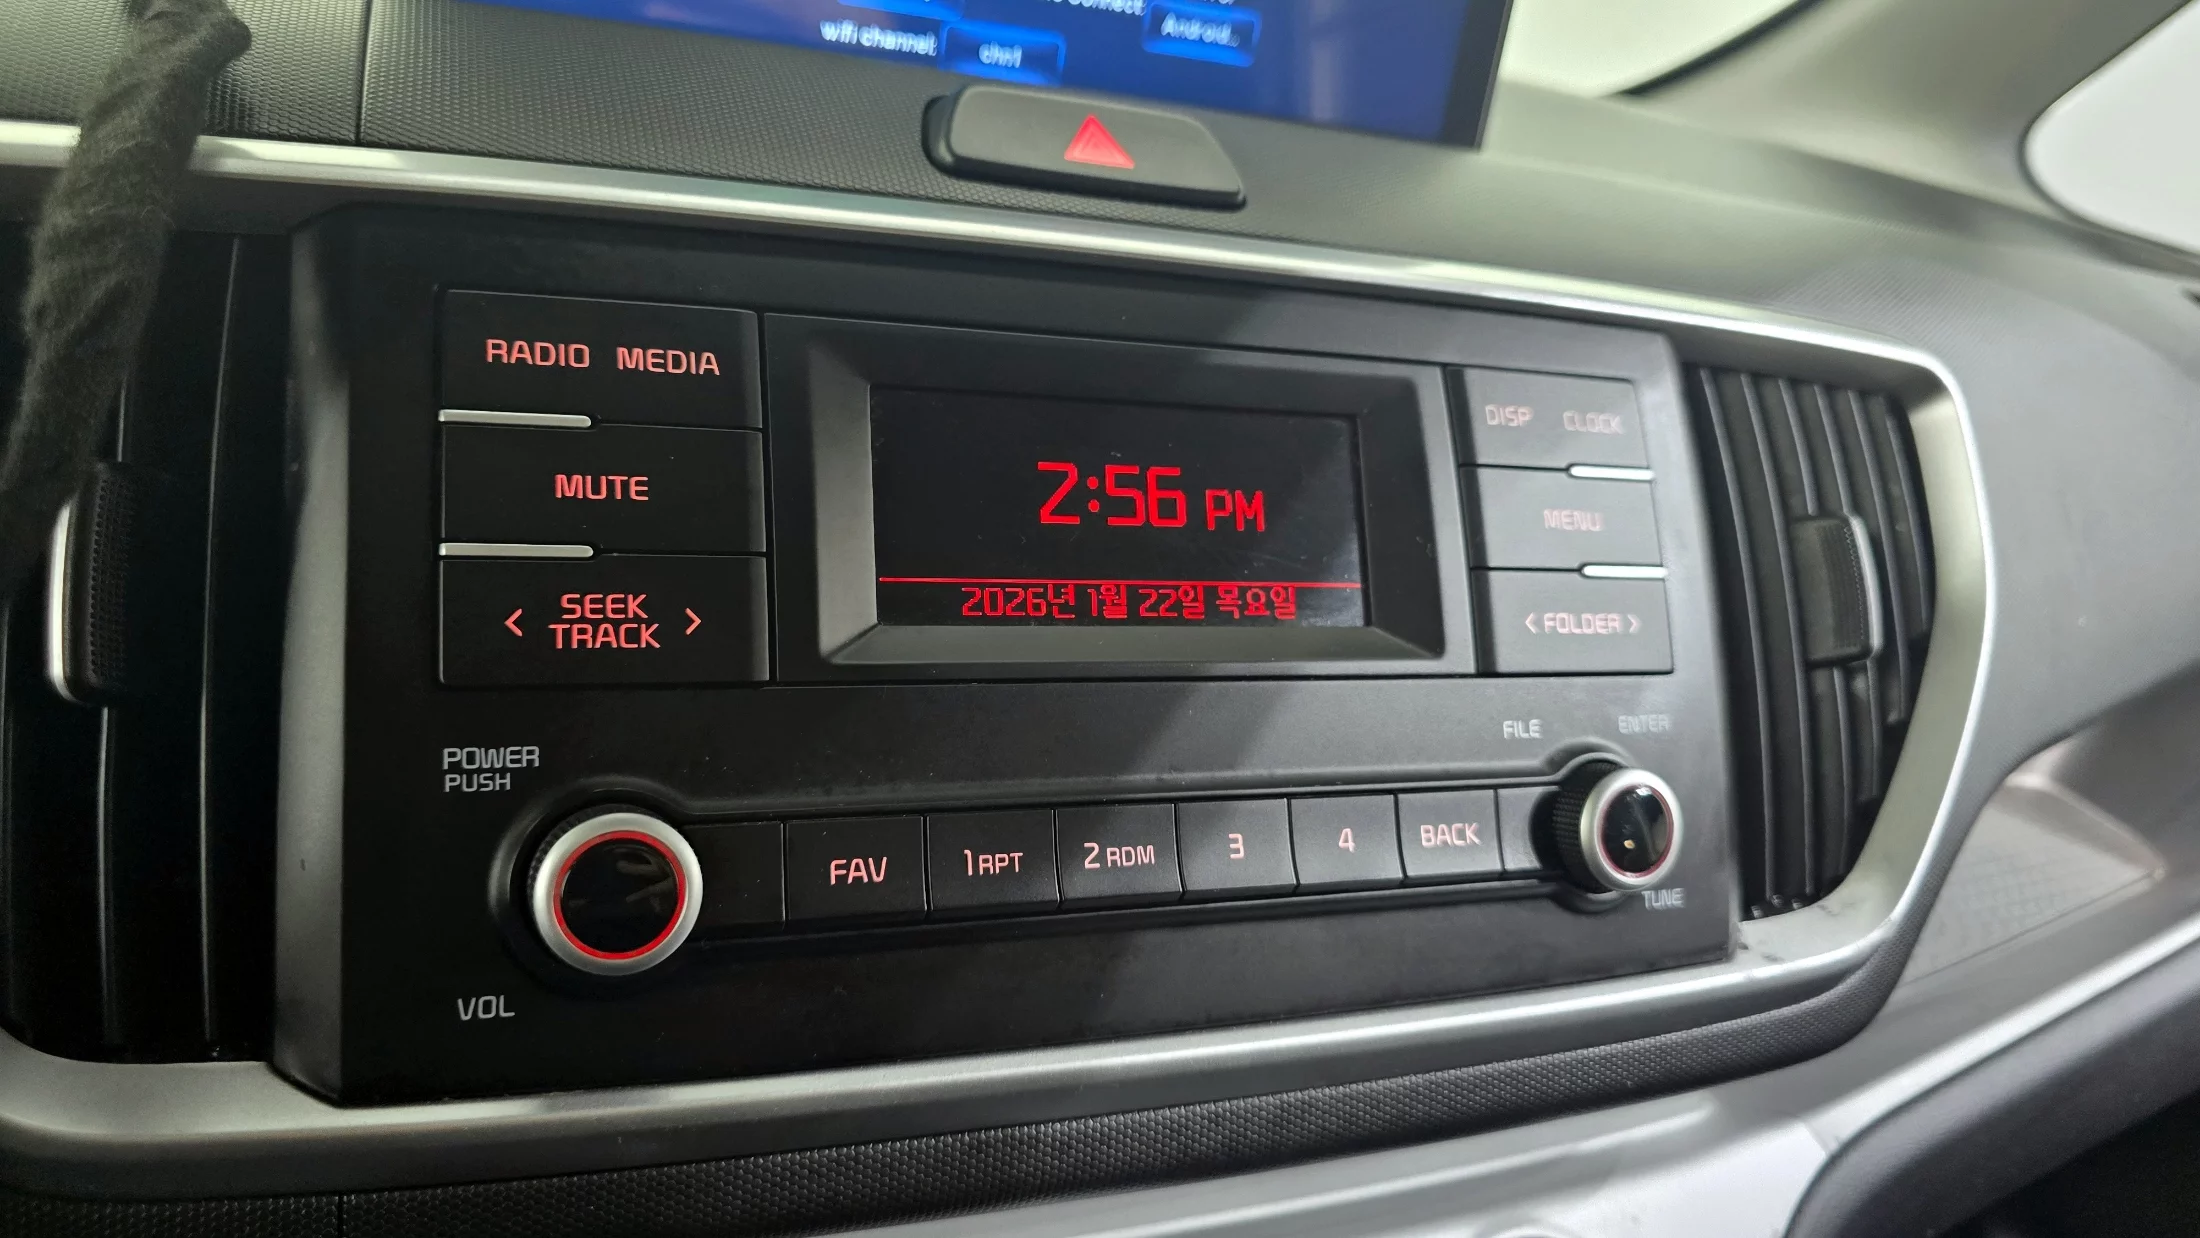 wifi channel: chn1
Android..
RADIO MEDIA
MUTE
< SEEK TRACK >
2:56 PM
2026년 1월 22일 목요일
DISP CLOCK
MENU
< FOLDER >
POWER
PUSH
VOL
FAV
1 RPT
2 RDM
3
4
BACK
FILE
ENTER
TUNE